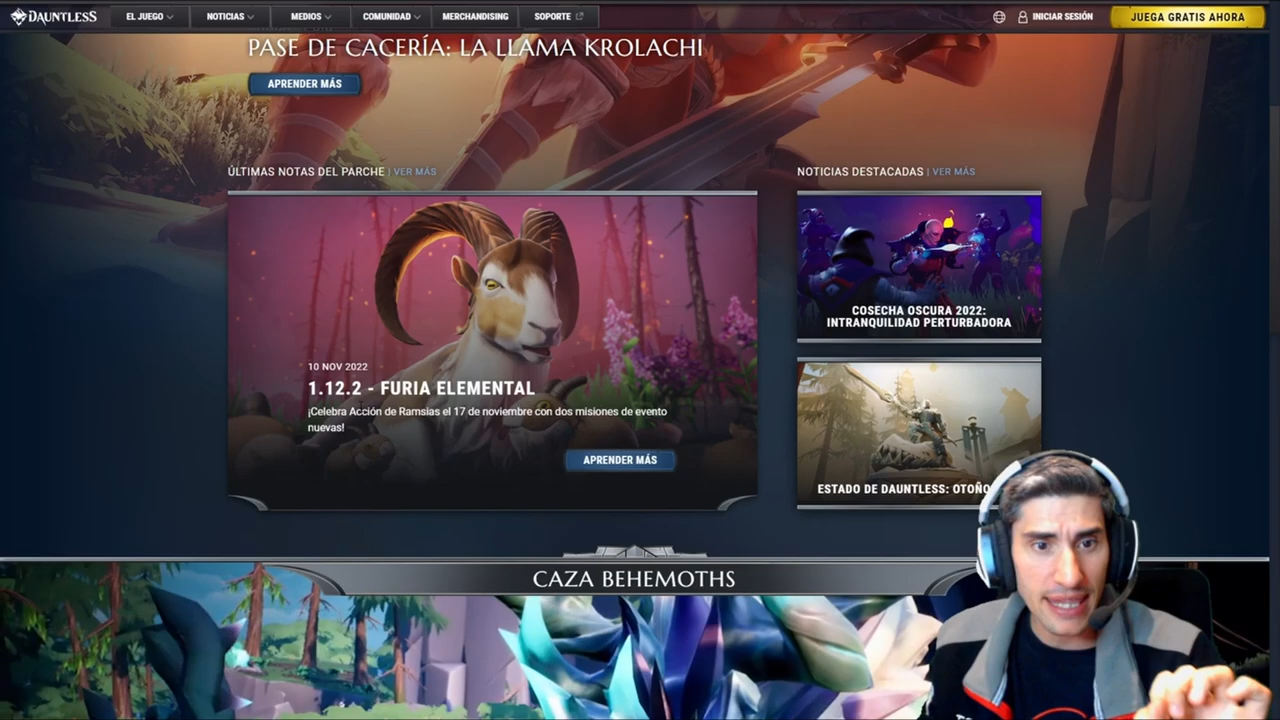 DAUNTLESS
EL JUEGO
NOTICIAS
MEDIOS
COMUNIDAD
MERCHANDISING
SOPORTE
INICIAR SESIÓN
JUEGA GRATIS AHORA
PASE DE CACERÍA: LA LLAMA KROLACHI
APRENDER MÁS
ÚLTIMAS NOTAS DEL PARCHE | VER MÁS
10 NOV 2022
1.12.2 - FURIA ELEMENTAL
¡Celebra Acción de Ramsias el 17 de noviembre con dos misiones de evento
nuevas!
APRENDER MÁS
NOTICIAS DESTACADAS | VER MÁS
COSECHA OSCURA 2022:
INTRANQUILIDAD PERTURBADORA
ESTADO DE DAUNTLESS: OTOÑO
CAZA BEHEMOTHS